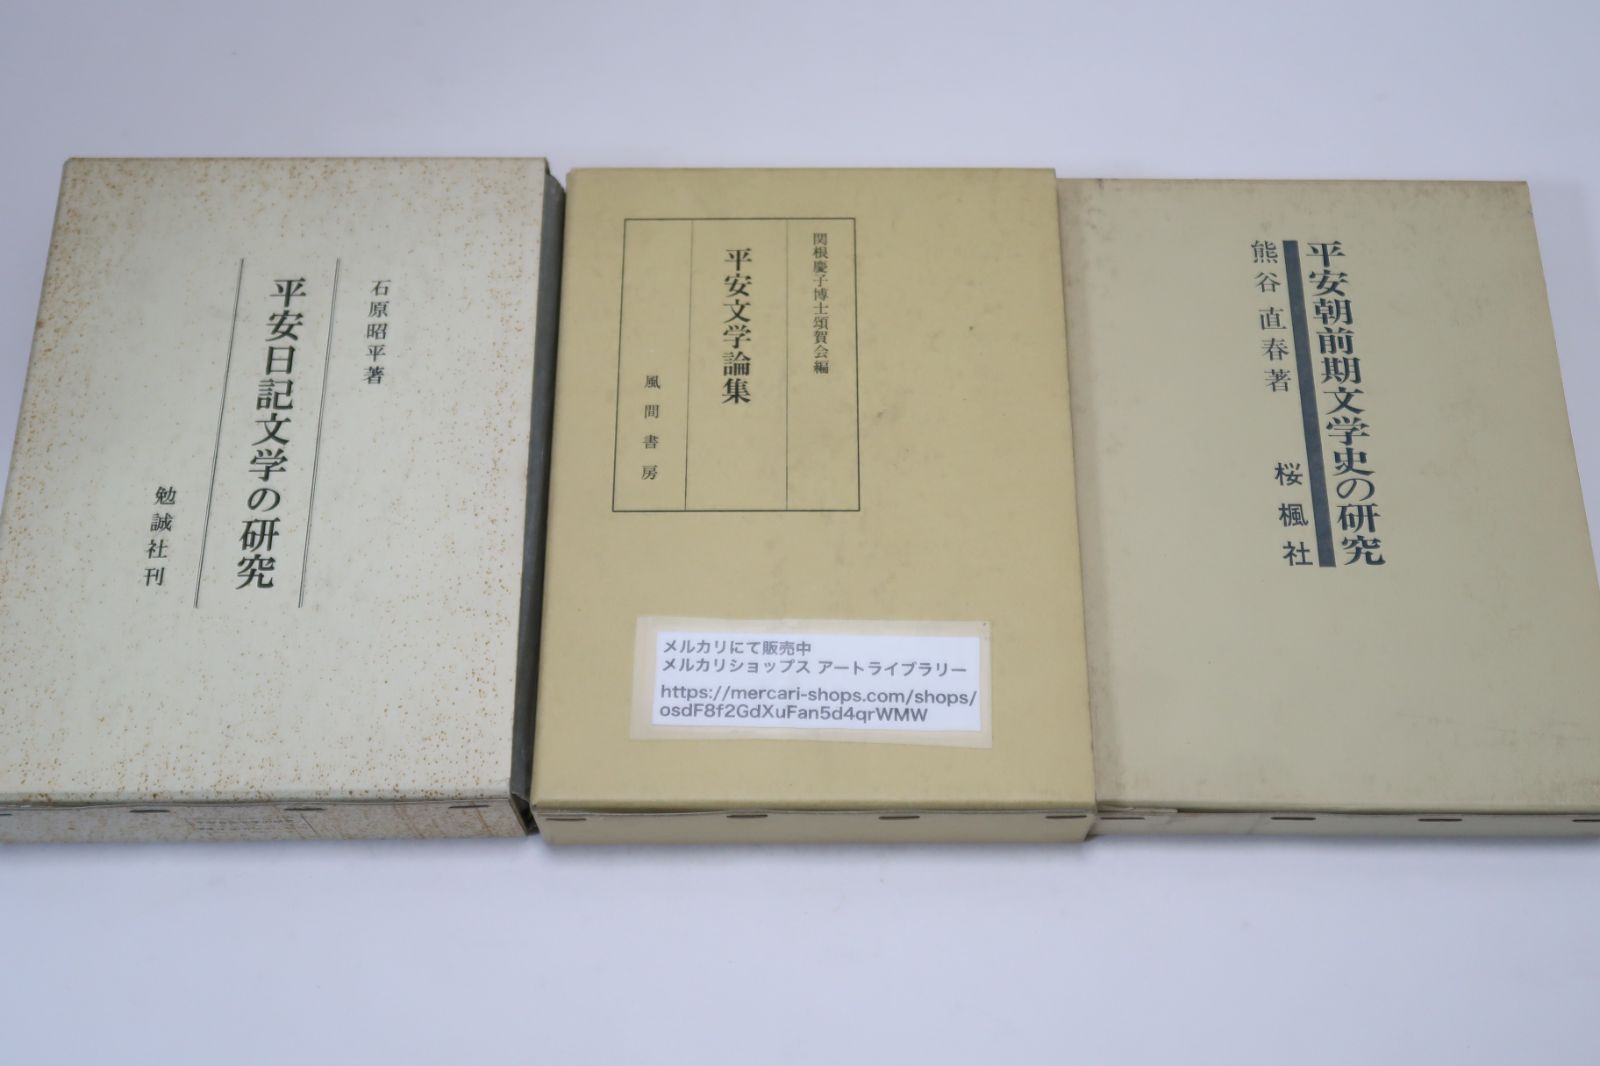 石原昭平著
平安日記文学の研究
勉誠社刊
関根慶子博士頌賀会編
平安文学論集
風間書房
メルカリにて販売中
メルカリショップス アートライブラリー
https://mercari-shops.com/shops/
osdF8f2GdXuFan5d4qrWMW
平安朝前期文学史の研究
熊谷直春著
桜楓社